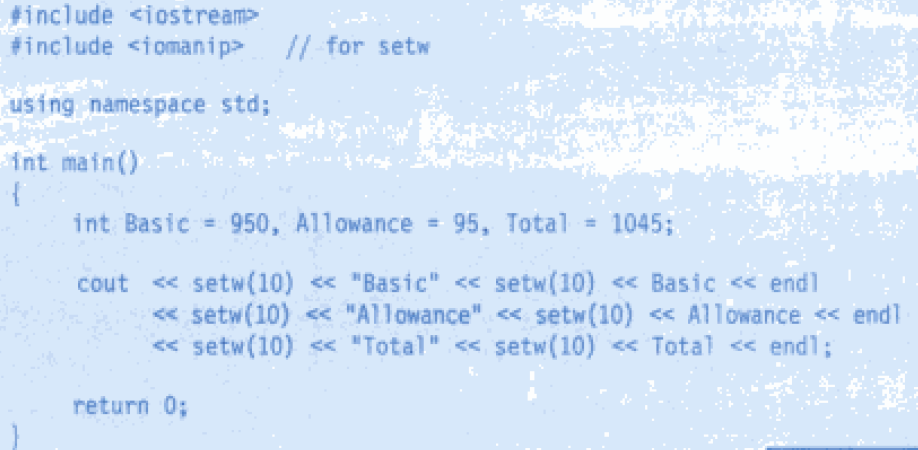 #include <iostream>
#include <iomanip> // for setw
using namespace std;
int main()
{
int Basic = 950, Allowance = 95, Total = 1045;
cout << setw(10) << "Basic" << setw(10) << Basic << endl
<< setw(10) << "Allowance" << setw(10) << Allowance << endl
<< setw(10) << "Total" << setw(10) << Total << endl;
return 0;
}